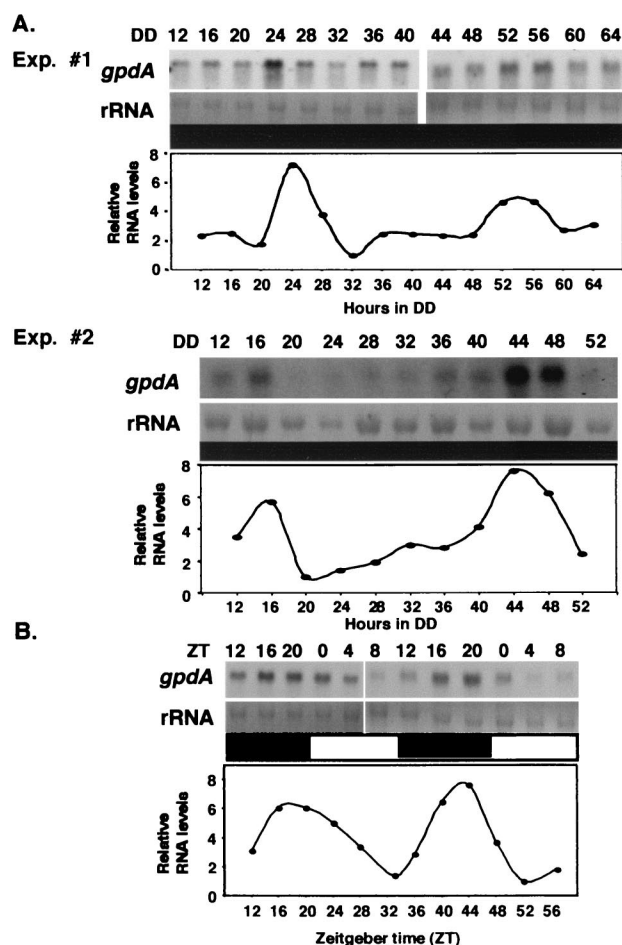 A.
DD 12 16 20 24 28 32 36 40 44 48 52 56 60 64
Exp. #1
gpdA
rRNA
8
6
4
2
0
Relative
RNA levels
12 16 20 24 28 32 36 40 44 48 52 56 60 64
Hours in DD
Exp. #2
DD 12 16 20 24 28 32 36 40 44 48 52
gpdA
rRNA
8
6
4
2
0
Relative
RNA levels
12 16 20 24 28 32 36 40 44 48 52
Hours in DD
B.
ZT 12 16 20 0 4 8 12 16 20 0 4 8
gpdA
rRNA
8
6
4
2
0
Relative
RNA levels
12 16 20 24 28 32 36 40 44 48 52 56
Zeitgeber time (ZT)